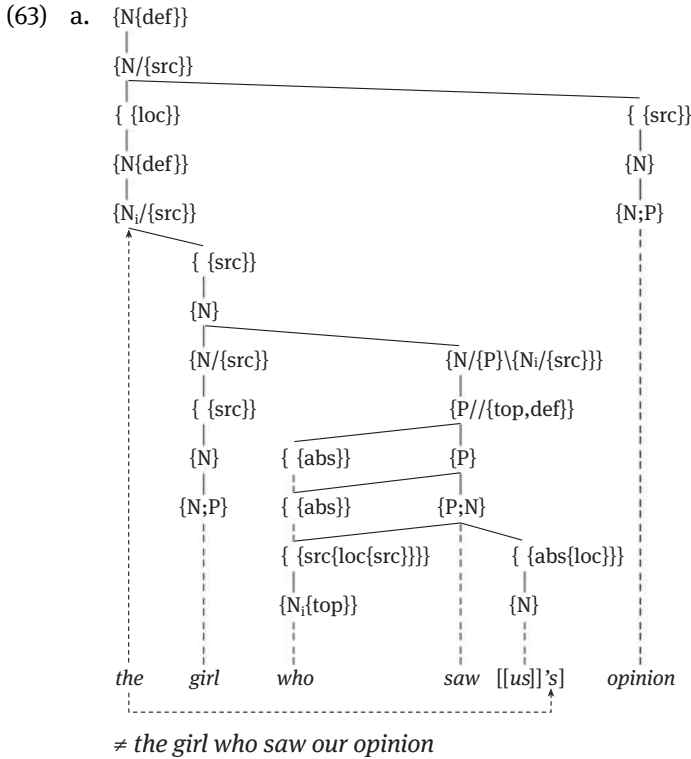 (63) a. {N{def}}
{N/{src}}
{ {loc}} { {src}}
{N{def}} {N}
{Nᵢ/{src}} {N;P}
{ {src}}
{N}
{N/{src}} {N/{P}\{Nᵢ/{src}}}
{ {src}} {P//{top,def}}
{N} { {abs}} {P}
{N;P} { {abs}} {P;N}
{ {src{loc{src}}}} { {abs{loc}}}
{Nᵢ{top}} {N}
the girl who saw [[us]]'s] opinion
≠ the girl who saw our opinion